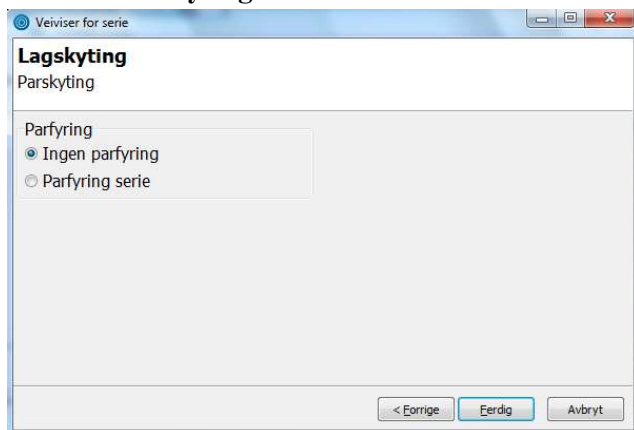 Veiviser for serie
Lagskyting
Parskyting
Parfyring
Ingen parfyring
Parfyring serie
< Forrige
Ferdig
Avbryt